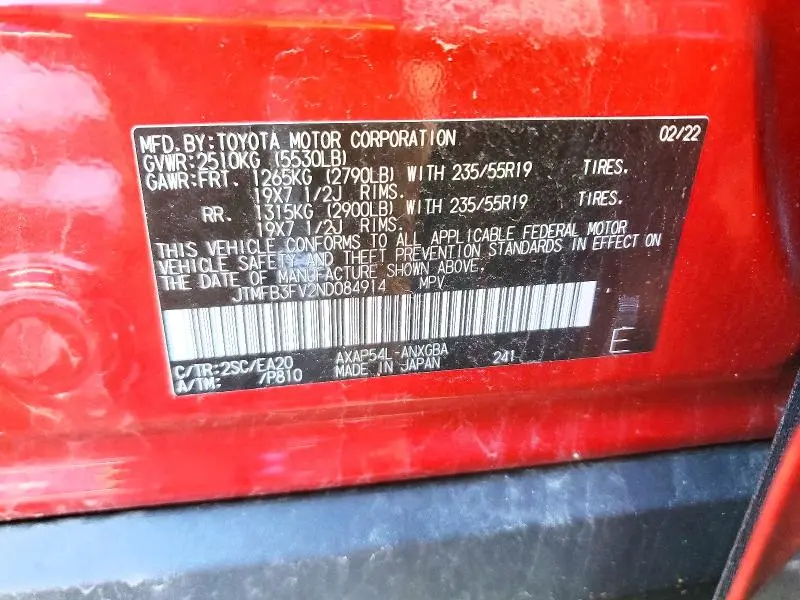 MFD.BY:TOYOTA MOTOR CORPORATION 02/22
GVWR:2510KG (5530LB)
GAWR:FRT. 1265KG (2790LB) WITH 235/55R19 TIRES.
19X7 1/2J RIMS.
RR. 1315KG (2900LB) WITH 235/55R19 TIRES.
19X7 1/2J RIMS.
THIS VEHICLE CONFORMS TO ALL APPLICABLE FEDERAL MOTOR
VEHICLE SAFETY AND THEFT PREVENTION STANDARDS IN EFFECT ON
THE DATE OF MANUFACTURE SHOWN ABOVE.
JTMFB3FV2ND084914 MPV
C/TR:2SC/EA20 AXAP54L-ANXGBA 241 E
A/TM: /P810 MADE IN JAPAN